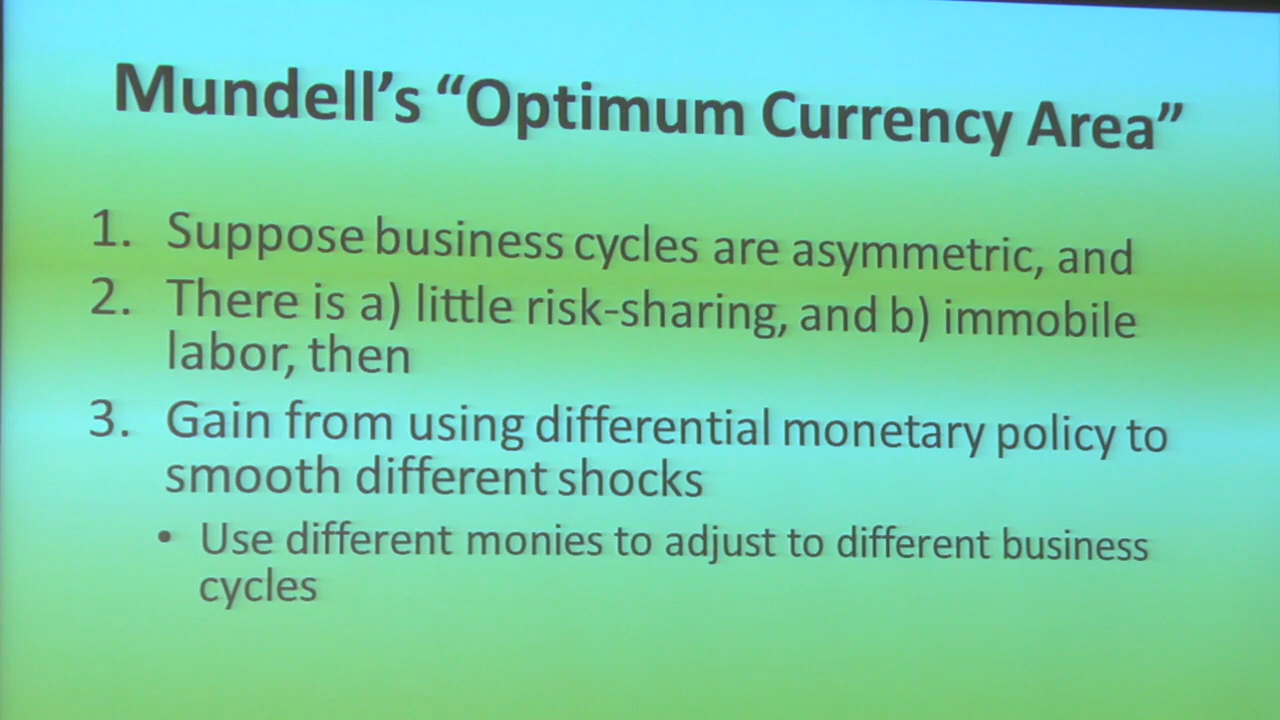 Mundell’s “Optimum Currency Area”
1. Suppose business cycles are asymmetric, and
2. There is a) little risk-sharing, and b) immobile
labor, then
3. Gain from using differential monetary policy to
smooth different shocks
• Use different monies to adjust to different business
cycles